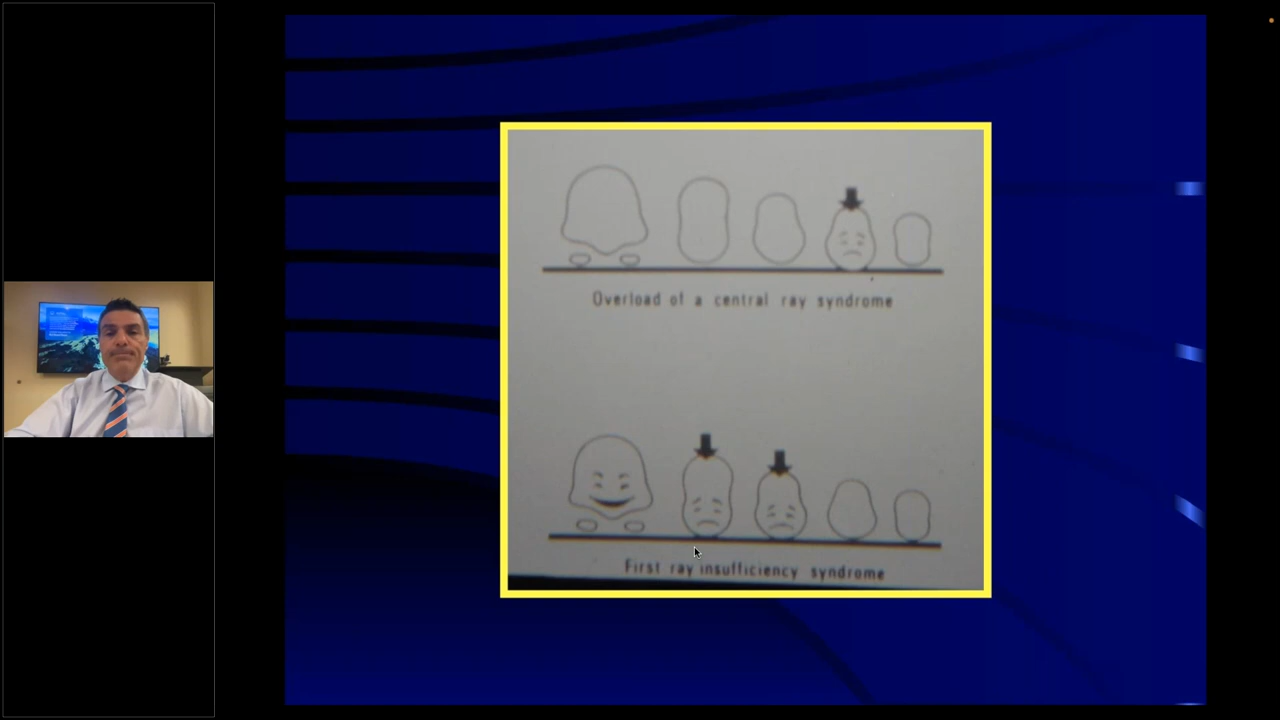 Overload of a central ray syndrome
First ray insufficiency syndrome